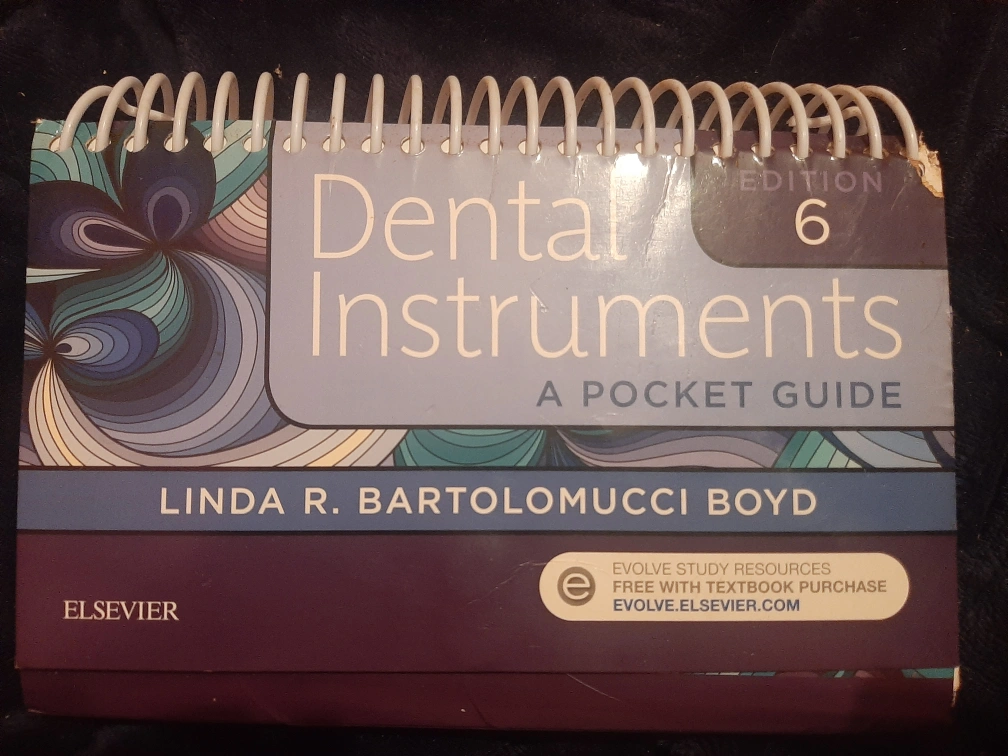 EDITION
6
Dental
Instruments
A POCKET GUIDE
LINDA R. BARTOLOMUCCI BOYD
ELSEVIER
e
EVOLVE STUDY RESOURCES
FREE WITH TEXTBOOK PURCHASE
EVOLVE.ELSEVIER.COM